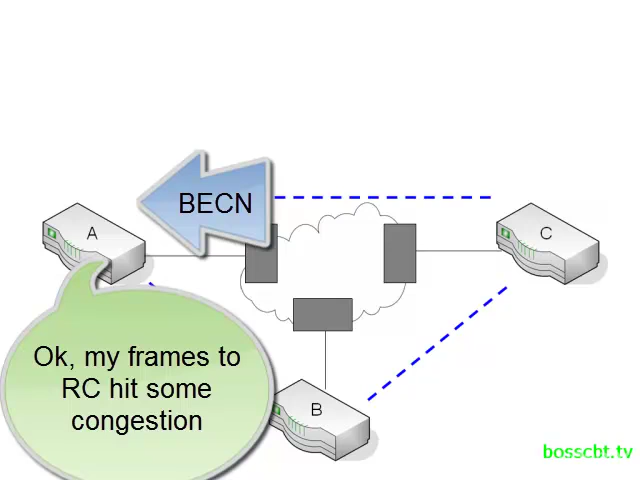 BECN
A
C
Ok, my frames to
RC hit some
congestion
B
bosscbt.tv